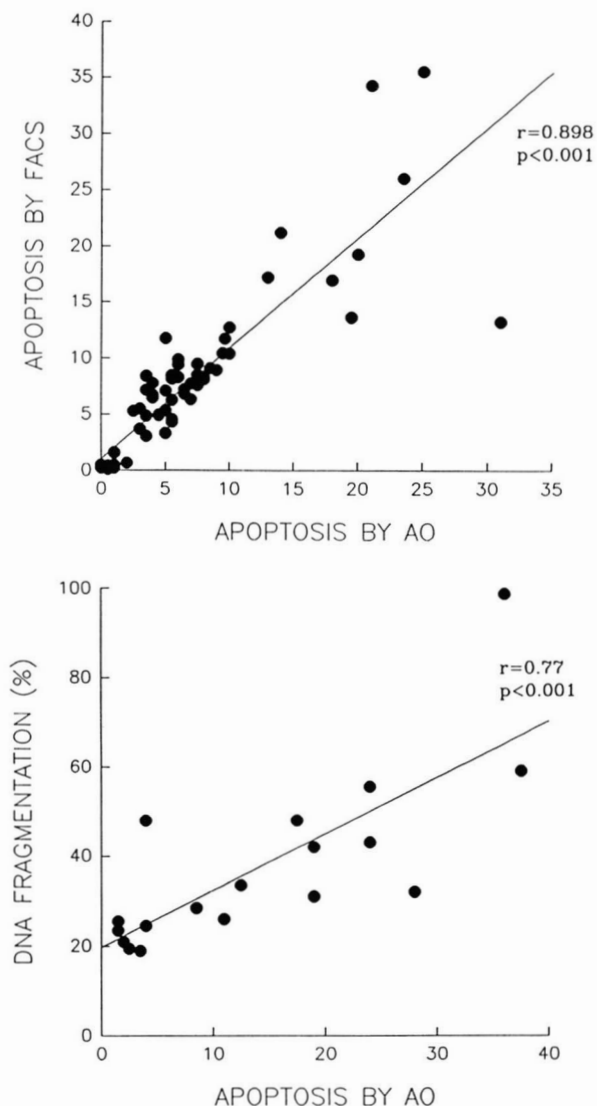 40
35
30
25
20
15
10
5
0
APOPTOSIS BY FACS
r=0.898
p<0.001
0 5 10 15 20 25 30 35
APOPTOSIS BY AO
100
80
60
40
20
0
DNA FRAGMENTATION (%)
r=0.77
p<0.001
0 10 20 30 40
APOPTOSIS BY AO